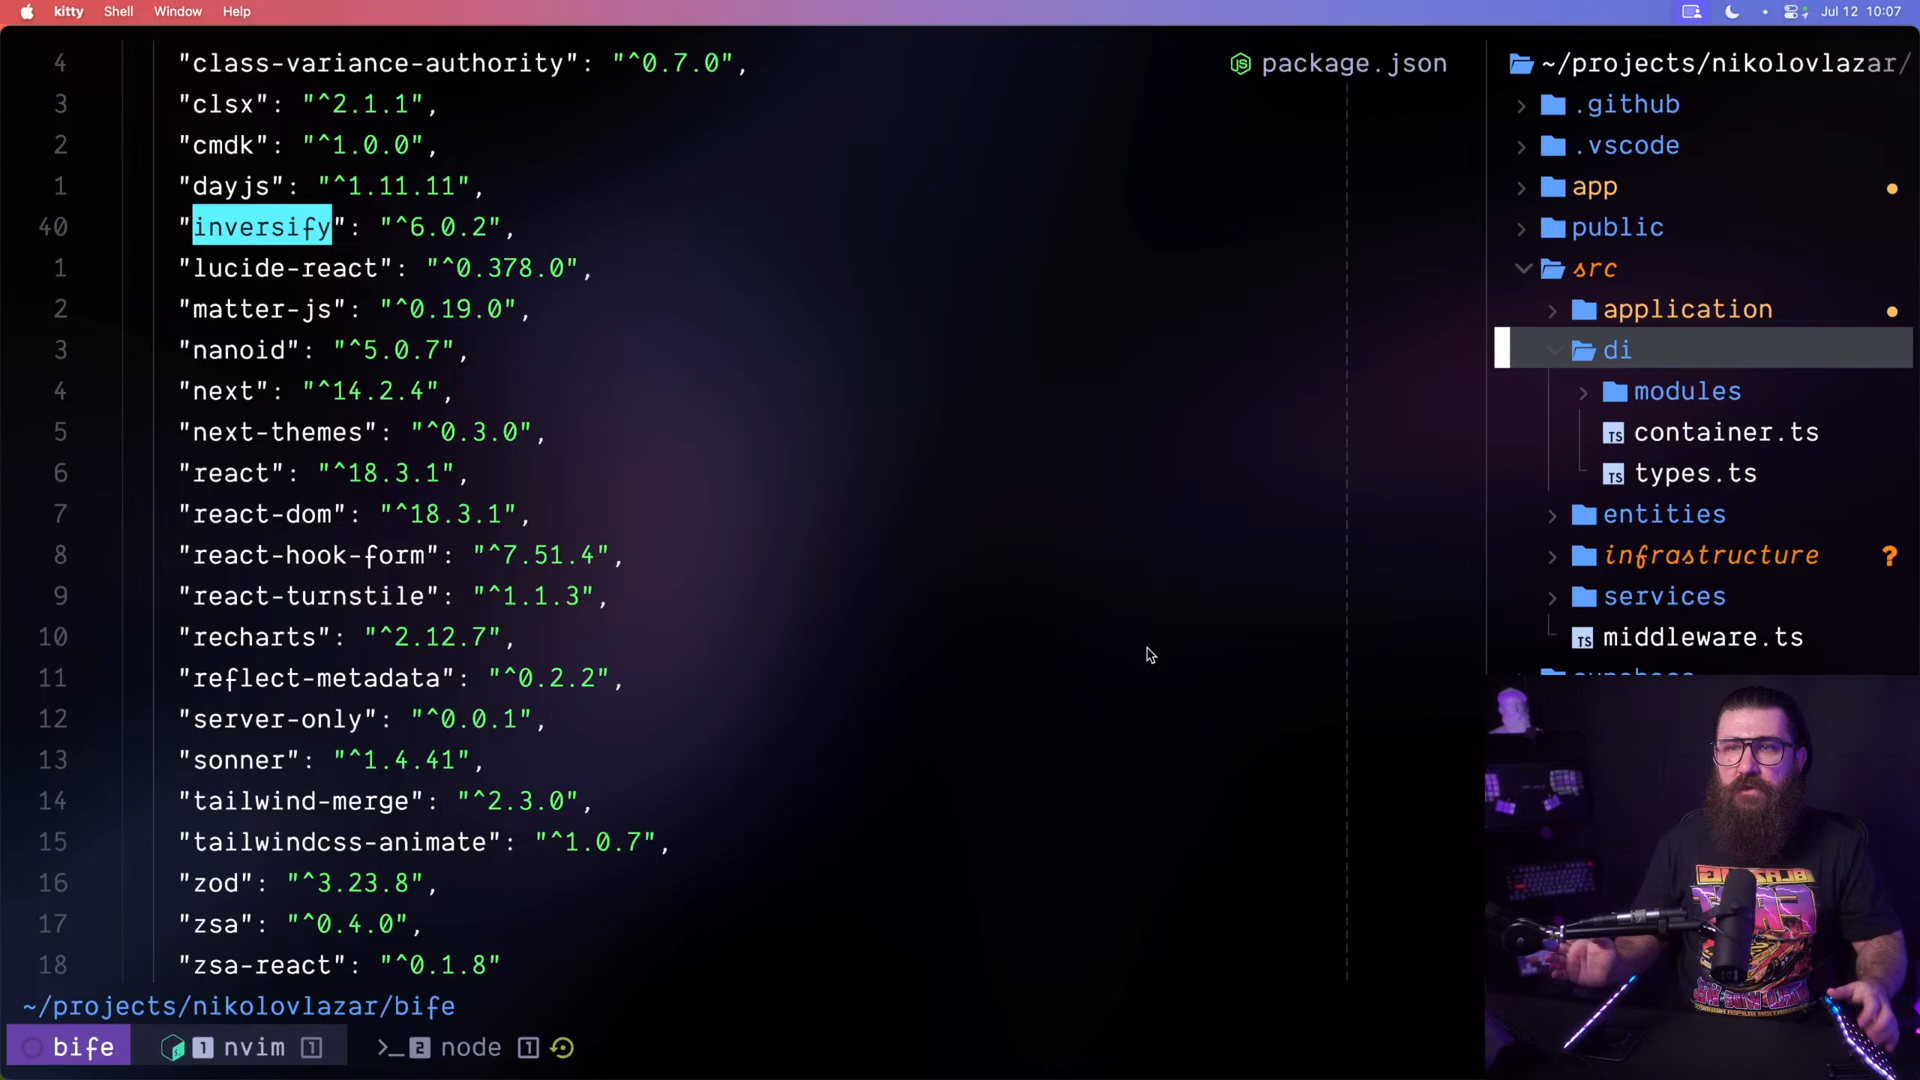 kitty Shell Window Help
Jul 12 10:07
4 "class-variance-authority": "^0.7.0",
3 "clsx": "^2.1.1",
2 "cmdk": "^1.0.0",
1 "dayjs": "^1.11.11",
40 "inversify": "^6.0.2",
1 "lucide-react": "^0.378.0",
2 "matter-js": "^0.19.0",
3 "nanoid": "^5.0.7",
4 "next": "^14.2.4",
5 "next-themes": "^0.3.0",
6 "react": "^18.3.1",
7 "react-dom": "^18.3.1",
8 "react-hook-form": "^7.51.4",
9 "react-turnstile": "^1.1.3",
10 "recharts": "^2.12.7",
11 "reflect-metadata": "^0.2.2",
12 "server-only": "^0.0.1",
13 "sonner": "^1.4.41",
14 "tailwind-merge": "^2.3.0",
15 "tailwindcss-animate": "^1.0.7",
16 "zod": "^3.23.8",
17 "zsa": "^0.4.0",
18 "zsa-react": "^0.1.8"
package.json
~/projects/nikolovlazar/
.github
.vscode
app
public
src
application
di
modules
TS container.ts
TS types.ts
entities
infrastructure ?
services
TS middleware.ts
~/projects/nikolovlazar/bife
bife 1 nvim 1 >_ 2 node 1